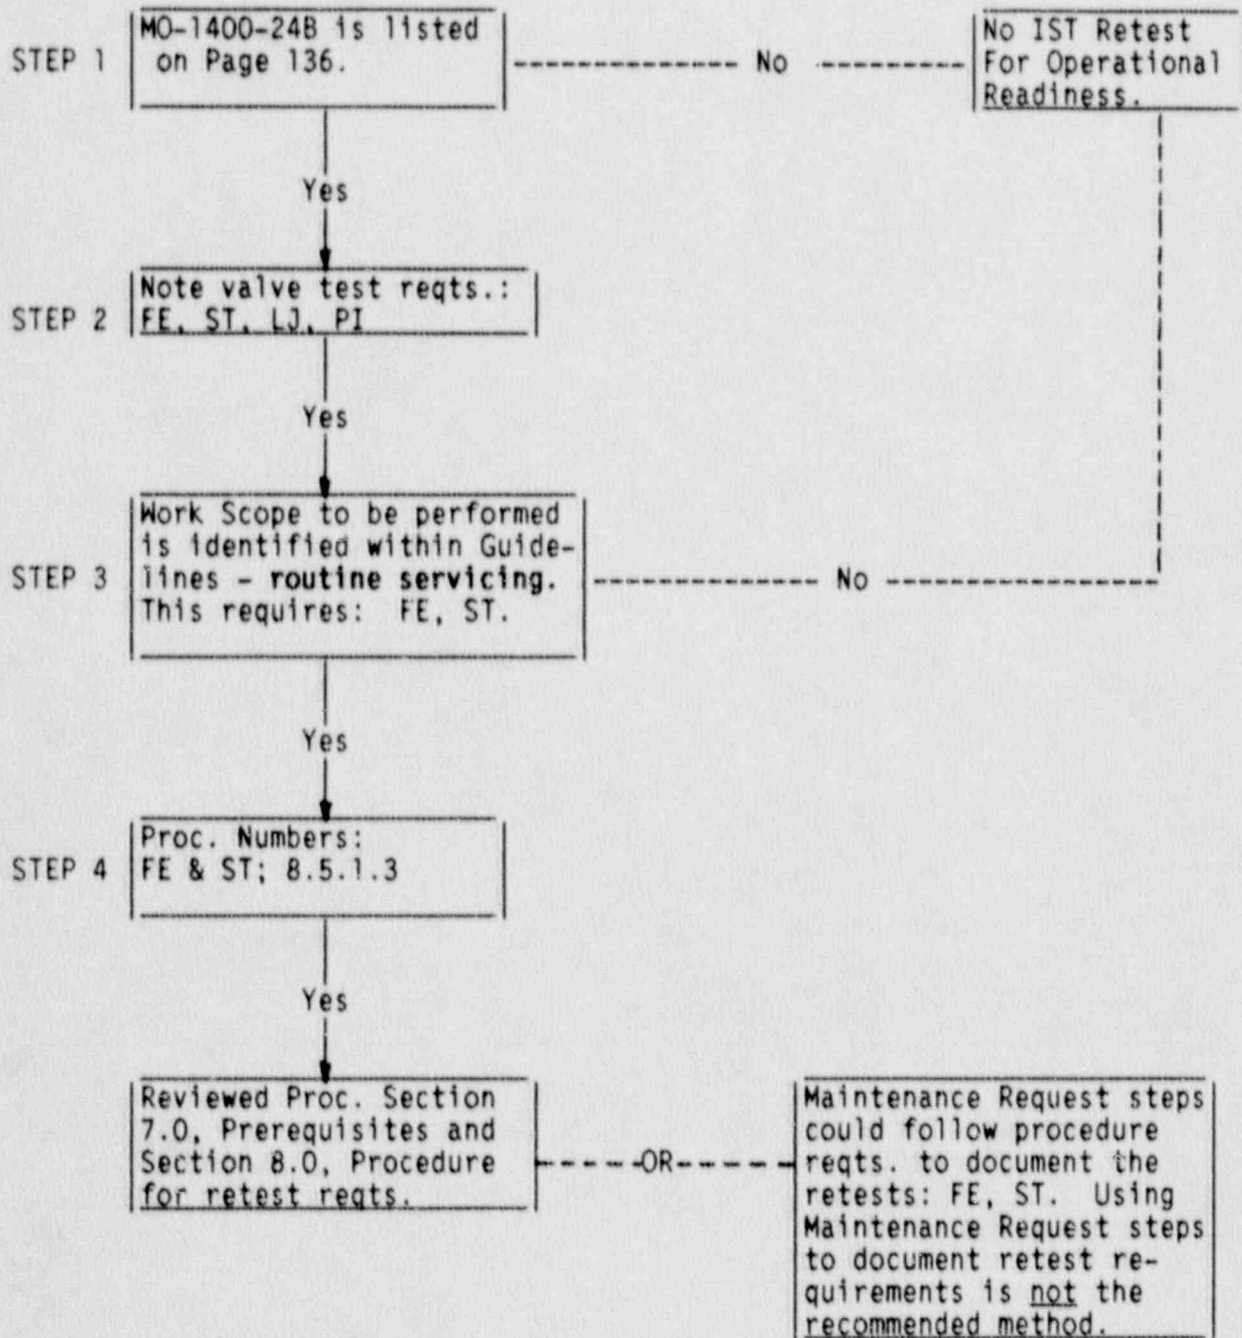 STEP 1
MO-1400-24B is listed
on Page 136.
No
No IST Retest
For Operational
Readiness.
Yes
STEP 2
Note valve test reqts.:
FE, ST, LJ, PI
Yes
STEP 3
Work Scope to be performed
is identified within Guide-
lines - routine servicing.
This requires: FE, ST.
No
Yes
STEP 4
Proc. Numbers:
FE & ST; 8.5.1.3
Yes
Reviewed Proc. Section
7.0, Prerequisites and
Section 8.0, Procedure
for retest reqts.
OR
Maintenance Request steps
could follow procedure
reqts. to document the
retests: FE, ST. Using
Maintenance Request steps
to document retest re-
quirements is not the
recommended method.